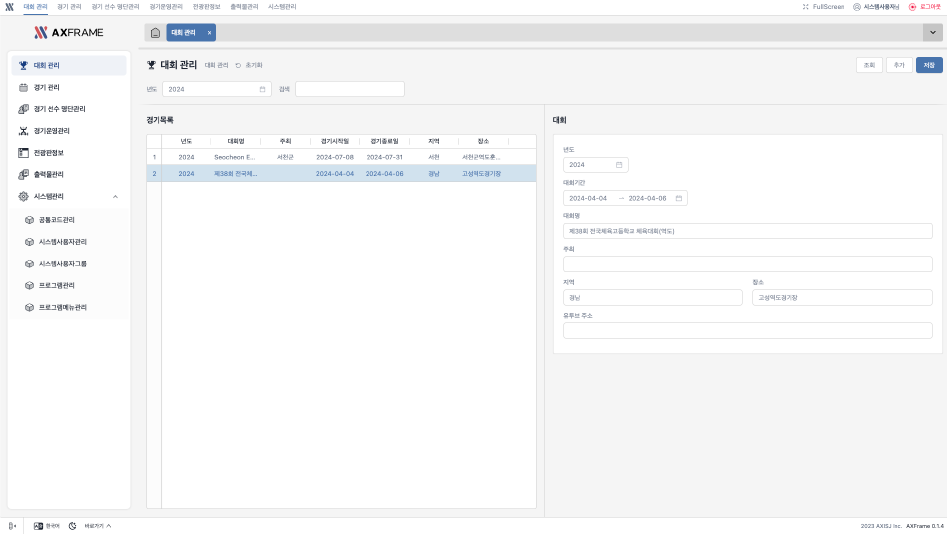 대회 관리 경기 관리 경기 선수 명단관리 경기운영관리 전광판정보 출력물관리 시스템관리 FullScreen 시스템사용자님 로그아웃
AXFRAME
대회 관리 ×
대회 관리
경기 관리
경기 선수 명단관리
경기운영관리
전광판정보
출력물관리
시스템관리
공통코드관리
시스템사용자관리
시스템사용자그룹
프로그램관리
프로그램메뉴관리
대회 관리 대회 관리 초기화 조회 추가 저장
년도 2024 검색
경기목록
년도 대회명 주최 경기시작일 경기종료일 지역 장소
1 2024 Seocheon E... 서천군 2024-07-08 2024-07-31 서천 서천군역도훈...
2 2024 제38회 전국체... 2024-04-04 2024-04-06 경남 고성역도경기장
대회
년도
2024
대회기간
2024-04-04 → 2024-04-06
대회명
제38회 전국체육고등학교 체육대회(역도)
주최
지역 장소
경남 고성역도경기장
유투브 주소
한국어 바로가기 2023 AXISJ Inc. AXFrame 0.1.4